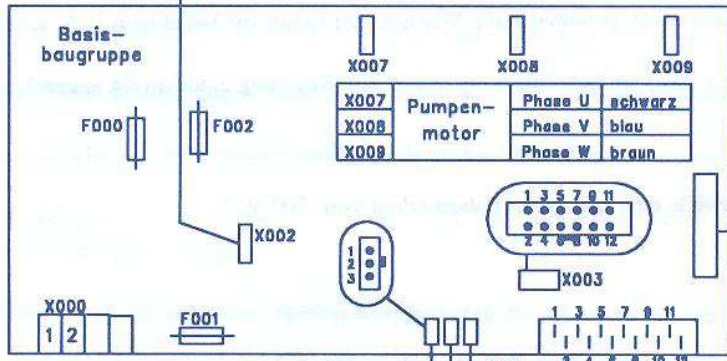 Basis-
baugruppe
X007 X008 X009
F000 F002
X007 Pumpen- Phase U schwarz
X008 motor Phase V blau
X009 Phase W braun
1 3 5 7 9 11
2 4 6 8 10 12
X002
1
2
3
X003
X000
1 2
F001
3 5 7 9 11